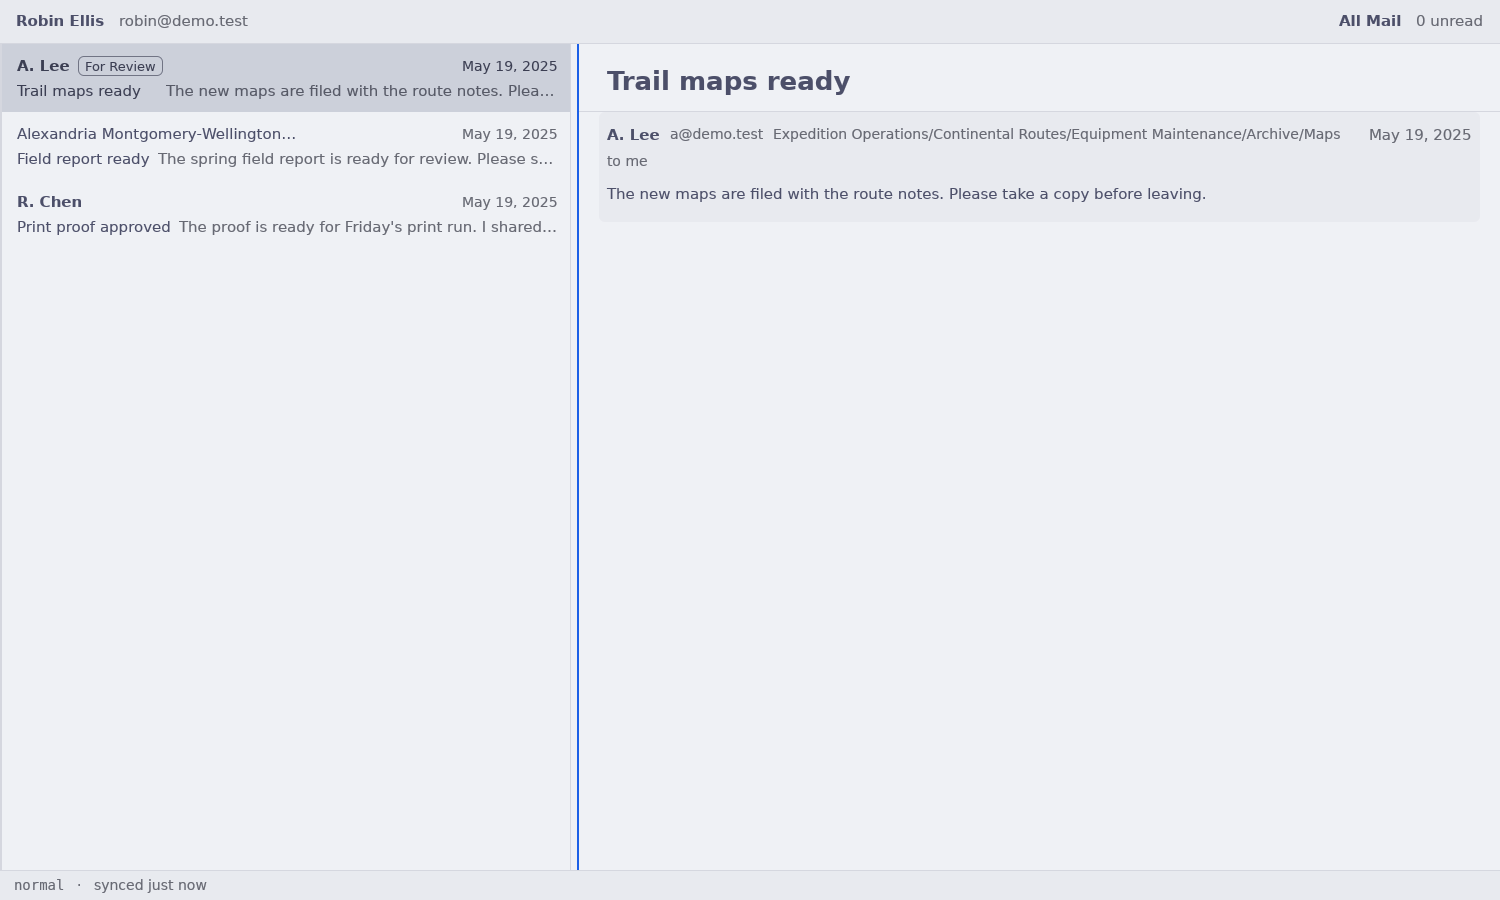 Robin Ellis robin@demo.test
All Mail 0 unread
A. Lee For Review May 19, 2025
Trail maps ready The new maps are filed with the route notes. Plea…
Alexandria Montgomery-Wellington… May 19, 2025
Field report ready The spring field report is ready for review. Please s…
R. Chen May 19, 2025
Print proof approved The proof is ready for Friday's print run. I shared…
Trail maps ready
A. Lee a@demo.test Expedition Operations/Continental Routes/Equipment Maintenance/Archive/Maps May 19, 2025
to me
The new maps are filed with the route notes. Please take a copy before leaving.
normal · synced just now